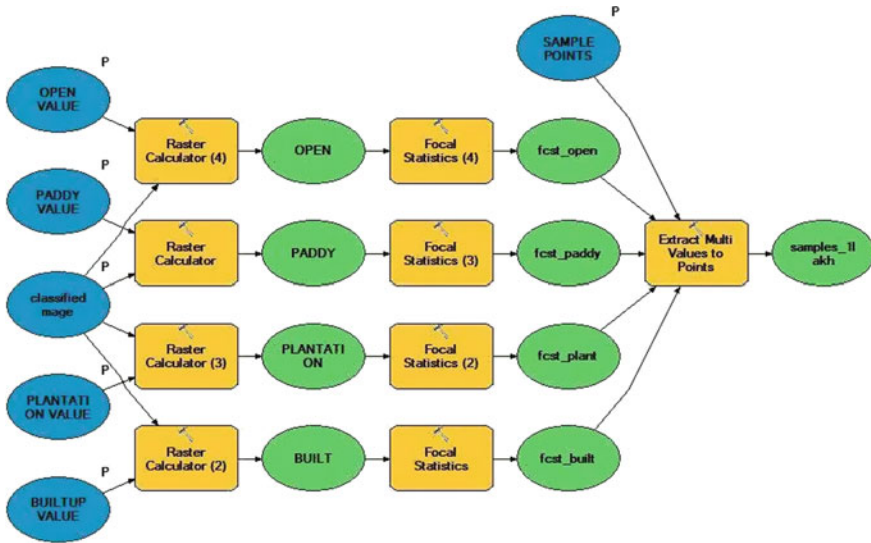 P
SAMPLE
POINTS
P
OPEN
VALUE
Raster
Calculator (4)
OPEN
Focal
Statistics (4)
fcst_open
P
PADDY
VALUE
Raster
Calculator
PADDY
Focal
Statistics (3)
fcst_paddy
Extract Multi
Values to
Points
samples_1l
akh
P
classified
mage
Raster
Calculator (3)
PLANTATI
ON
Focal
Statistics (2)
fcst_plant
P
PLANTATI
ON VALUE
Raster
Calculator (2)
BUILT
Focal
Statistics
fcst_built
P
BUILTUP
VALUE